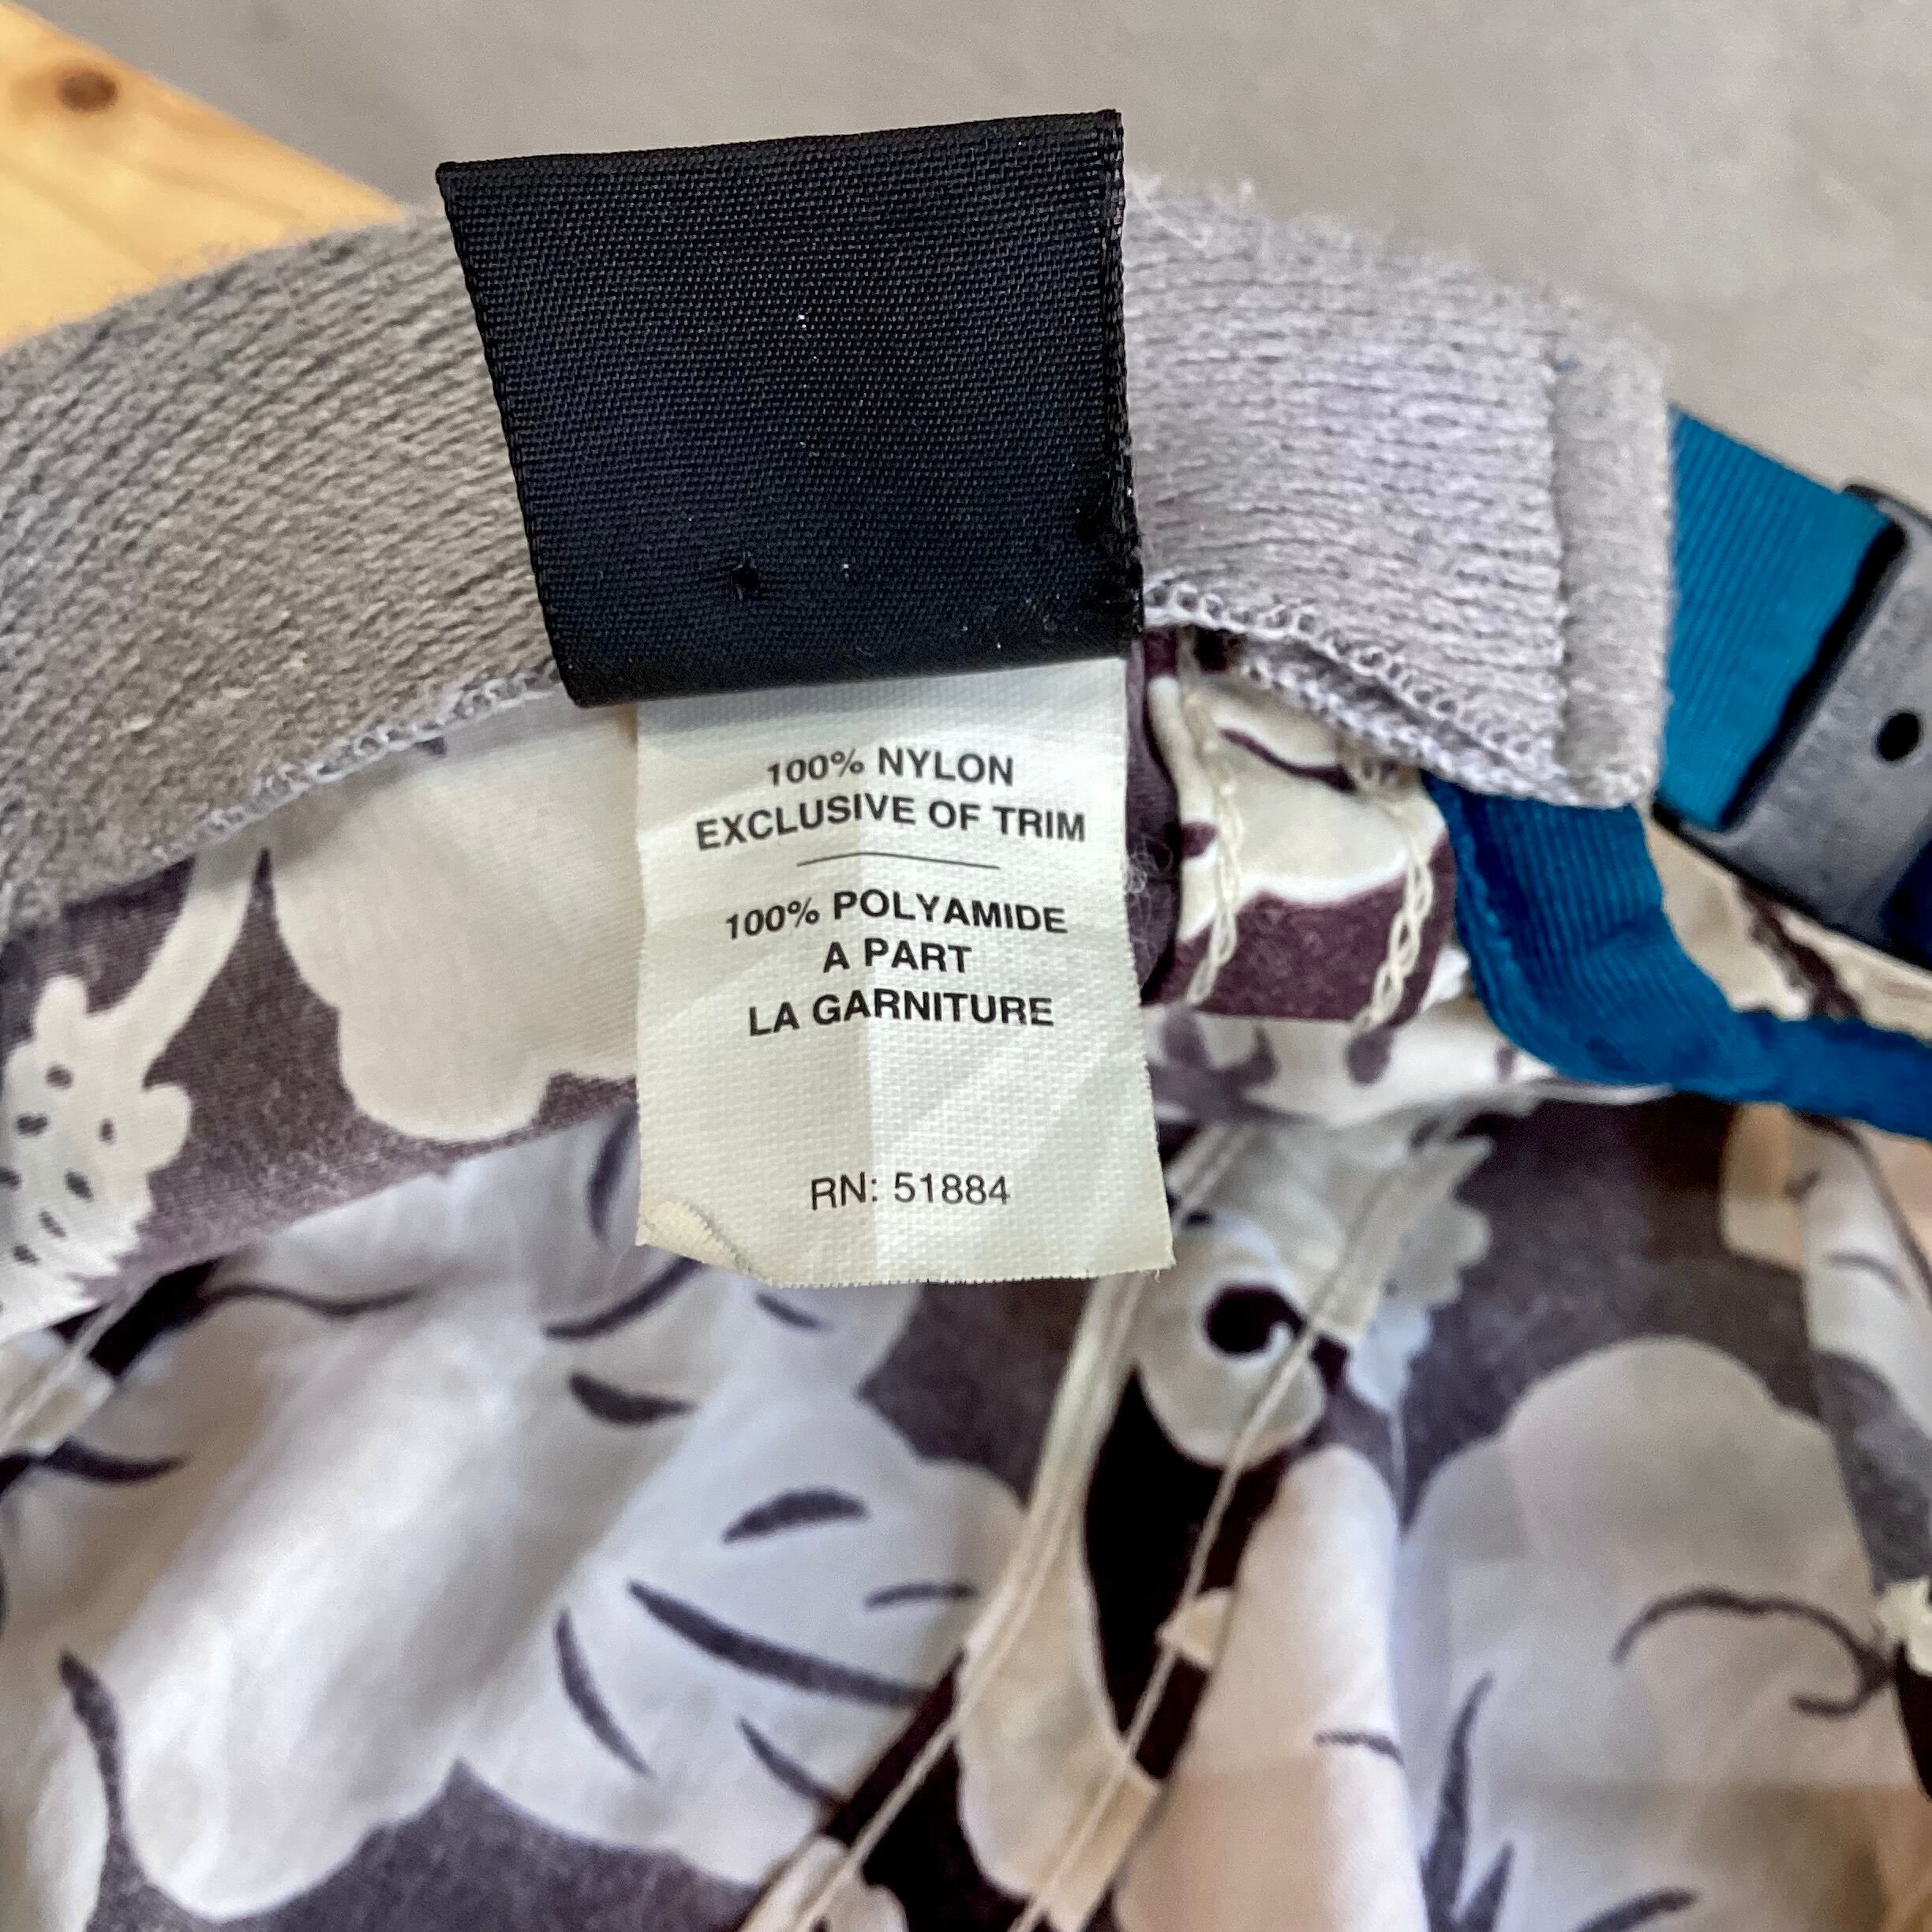 100% NYLON
EXCLUSIVE OF TRIM
100% POLYAMIDE
A PART
LA GARNITURE
RN: 51884